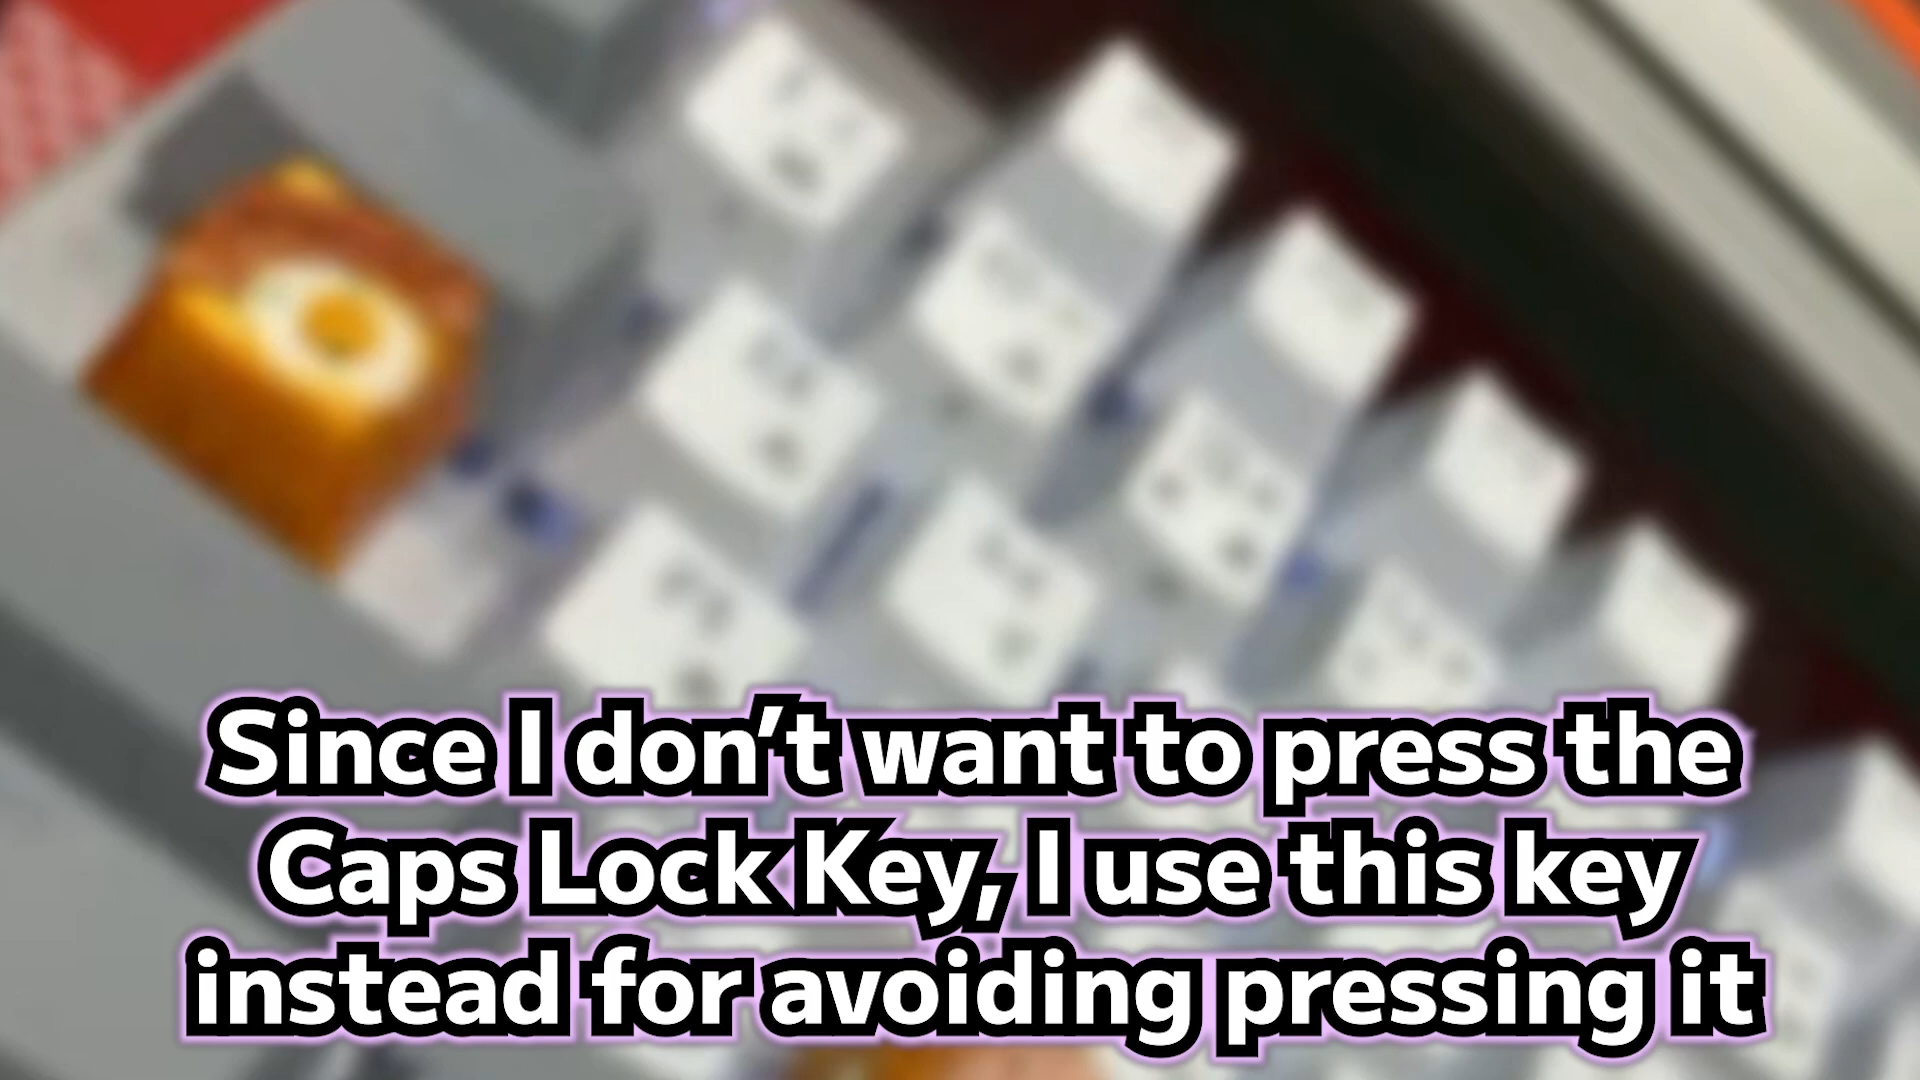 Since I don't want to press the
Caps Lock Key, I use this key
instead for avoiding pressing it